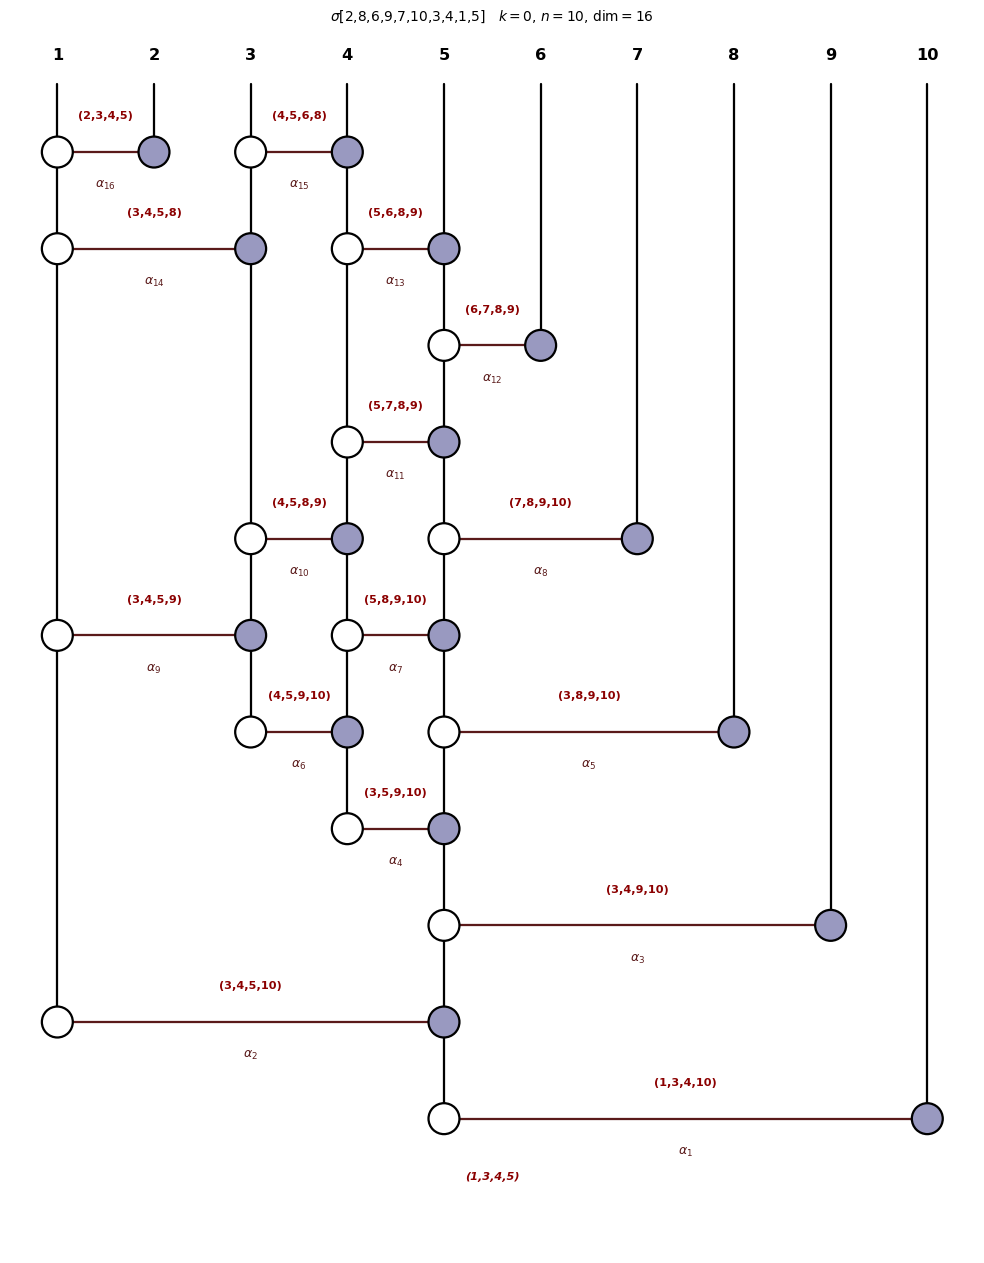 σ[2,8,6,9,7,10,3,4,1,5] k=0, n=10, dim=16
1 2 3 4 5 6 7 8 9 10
(2,3,4,5) (4,5,6,8)
α₁₆ α₁₅
(3,4,5,8) (5,6,8,9)
α₁₄ α₁₃
(6,7,8,9)
α₁₂
(5,7,8,9)
α₁₁
(4,5,8,9) (7,8,9,10)
α₁₀ α₈
(3,4,5,9) (5,8,9,10)
α₉ α₇
(4,5,9,10) (3,8,9,10)
α₆ α₅
(3,5,9,10)
α₄
(3,4,9,10)
α₃
(3,4,5,10)
α₂
(1,3,4,10)
α₁
(1,3,4,5)